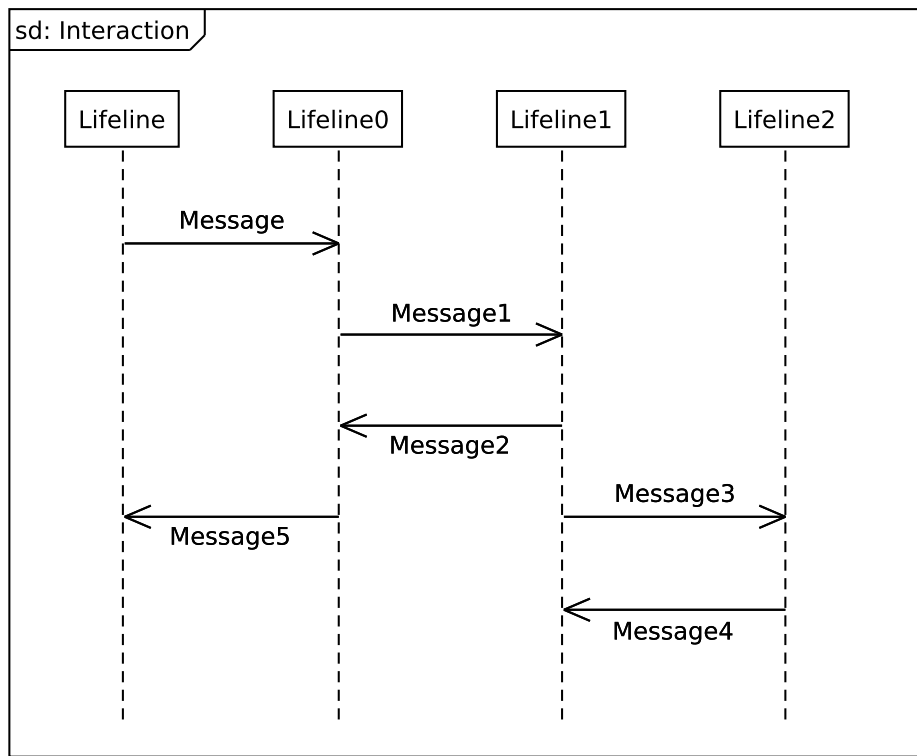 sd: Interaction
Lifeline
Lifeline0
Lifeline1
Lifeline2
Message
Message1
Message2
Message3
Message5
Message4